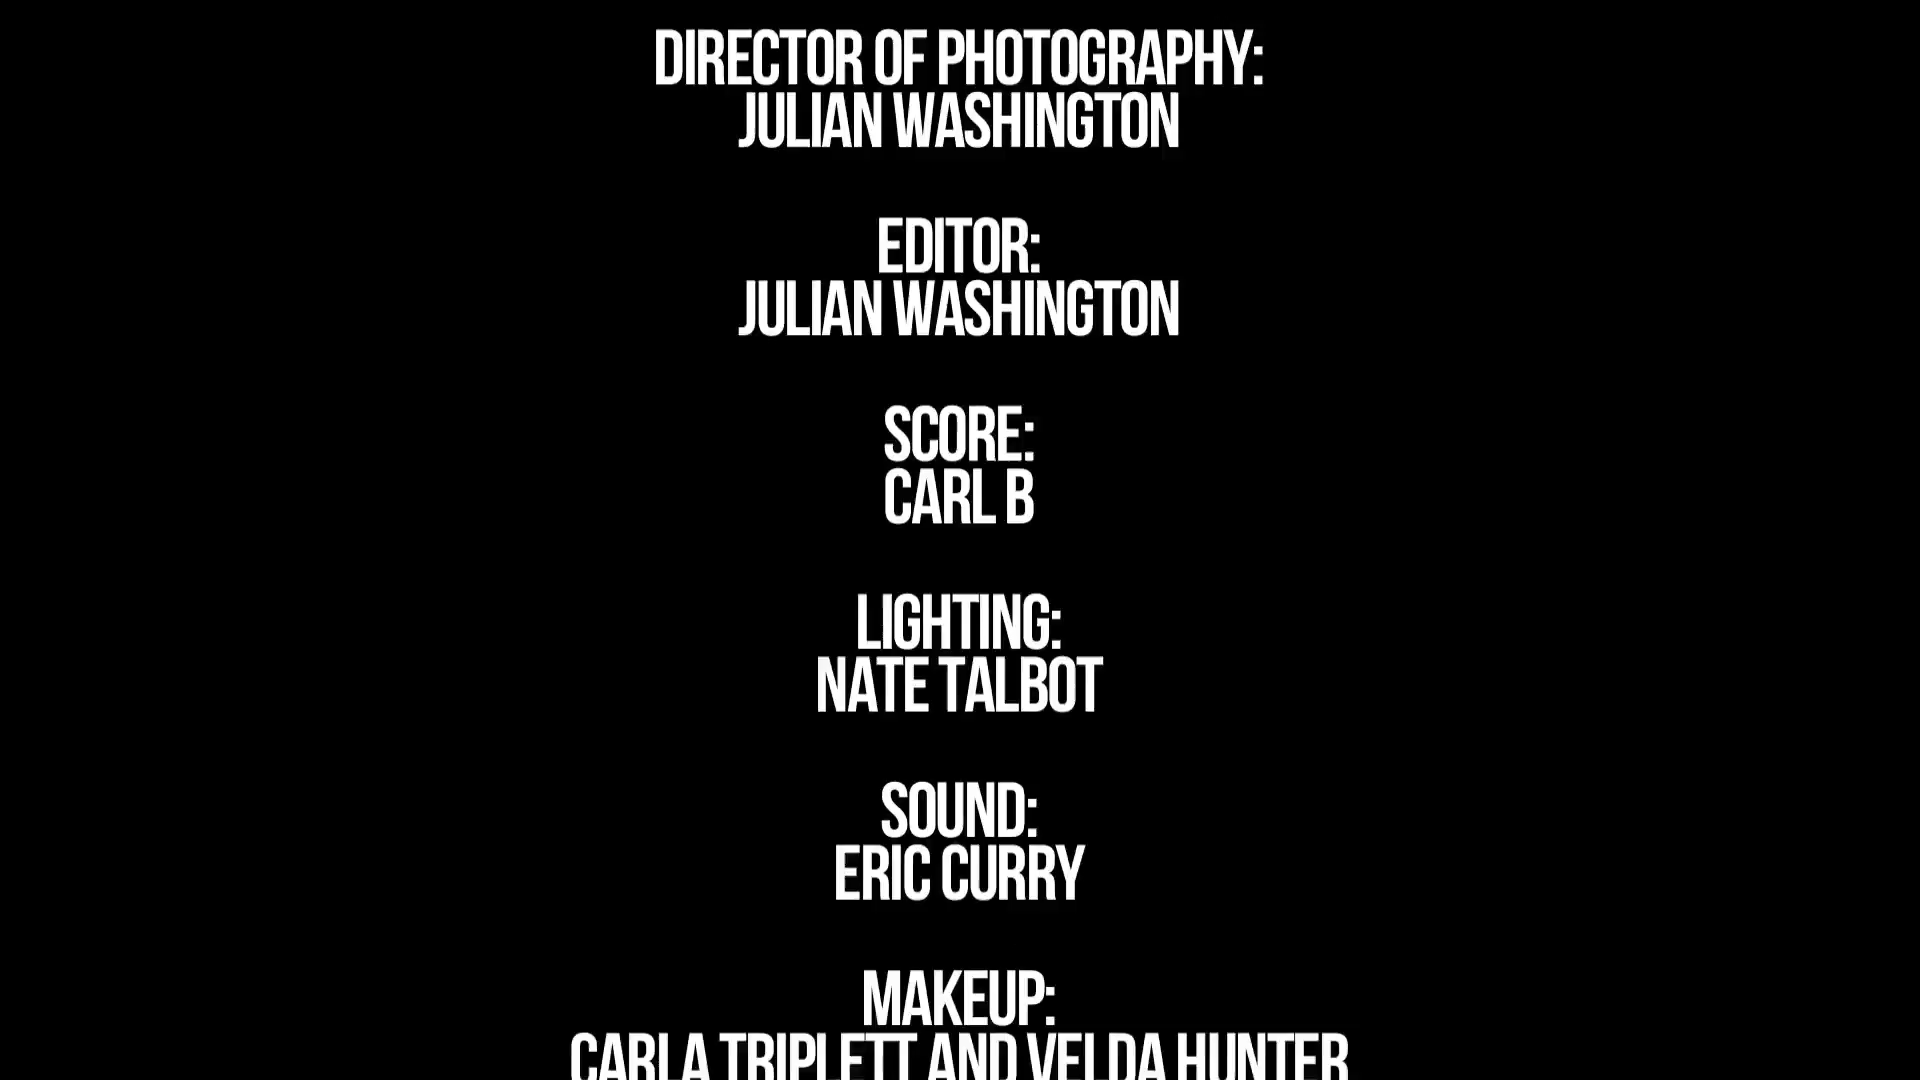 DIRECTOR OF PHOTOGRAPHY:
JULIAN WASHINGTON
EDITOR:
JULIAN WASHINGTON
SCORE:
CARL B
LIGHTING:
NATE TALBOT
SOUND:
ERIC CURRY
MAKEUP:
CARLA TRIPLETT AND VELDA HUNTER